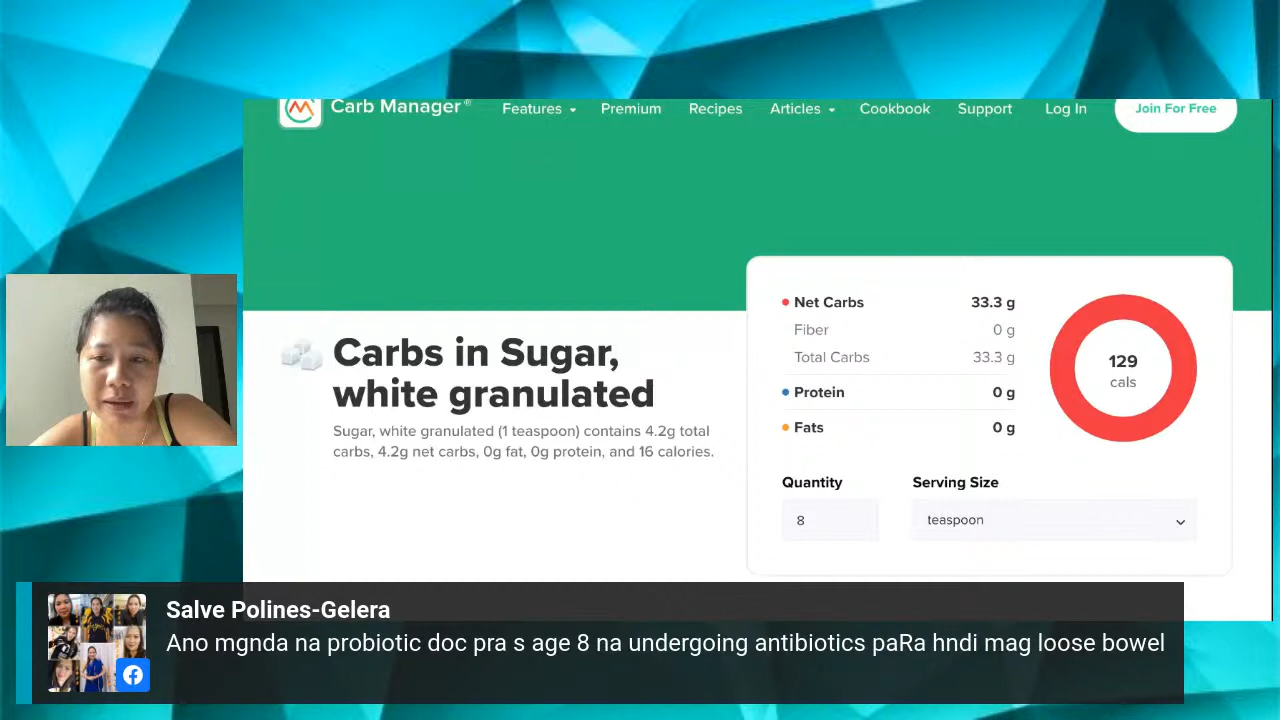 Carb Manager®
Features
Premium
Recipes
Articles
Cookbook
Support
Log In
Join For Free
Carbs in Sugar,
white granulated
Sugar, white granulated (1 teaspoon) contains 4.2g total
carbs, 4.2g net carbs, 0g fat, 0g protein, and 16 calories.
Net Carbs 33.3 g
Fiber 0 g
Total Carbs 33.3 g
Protein 0 g
Fats 0 g
129
cals
Quantity
8
Serving Size
teaspoon
Salve Polines-Gelera
Ano mgnda na probiotic doc pra s age 8 na undergoing antibiotics paRa hndi mag loose bowel